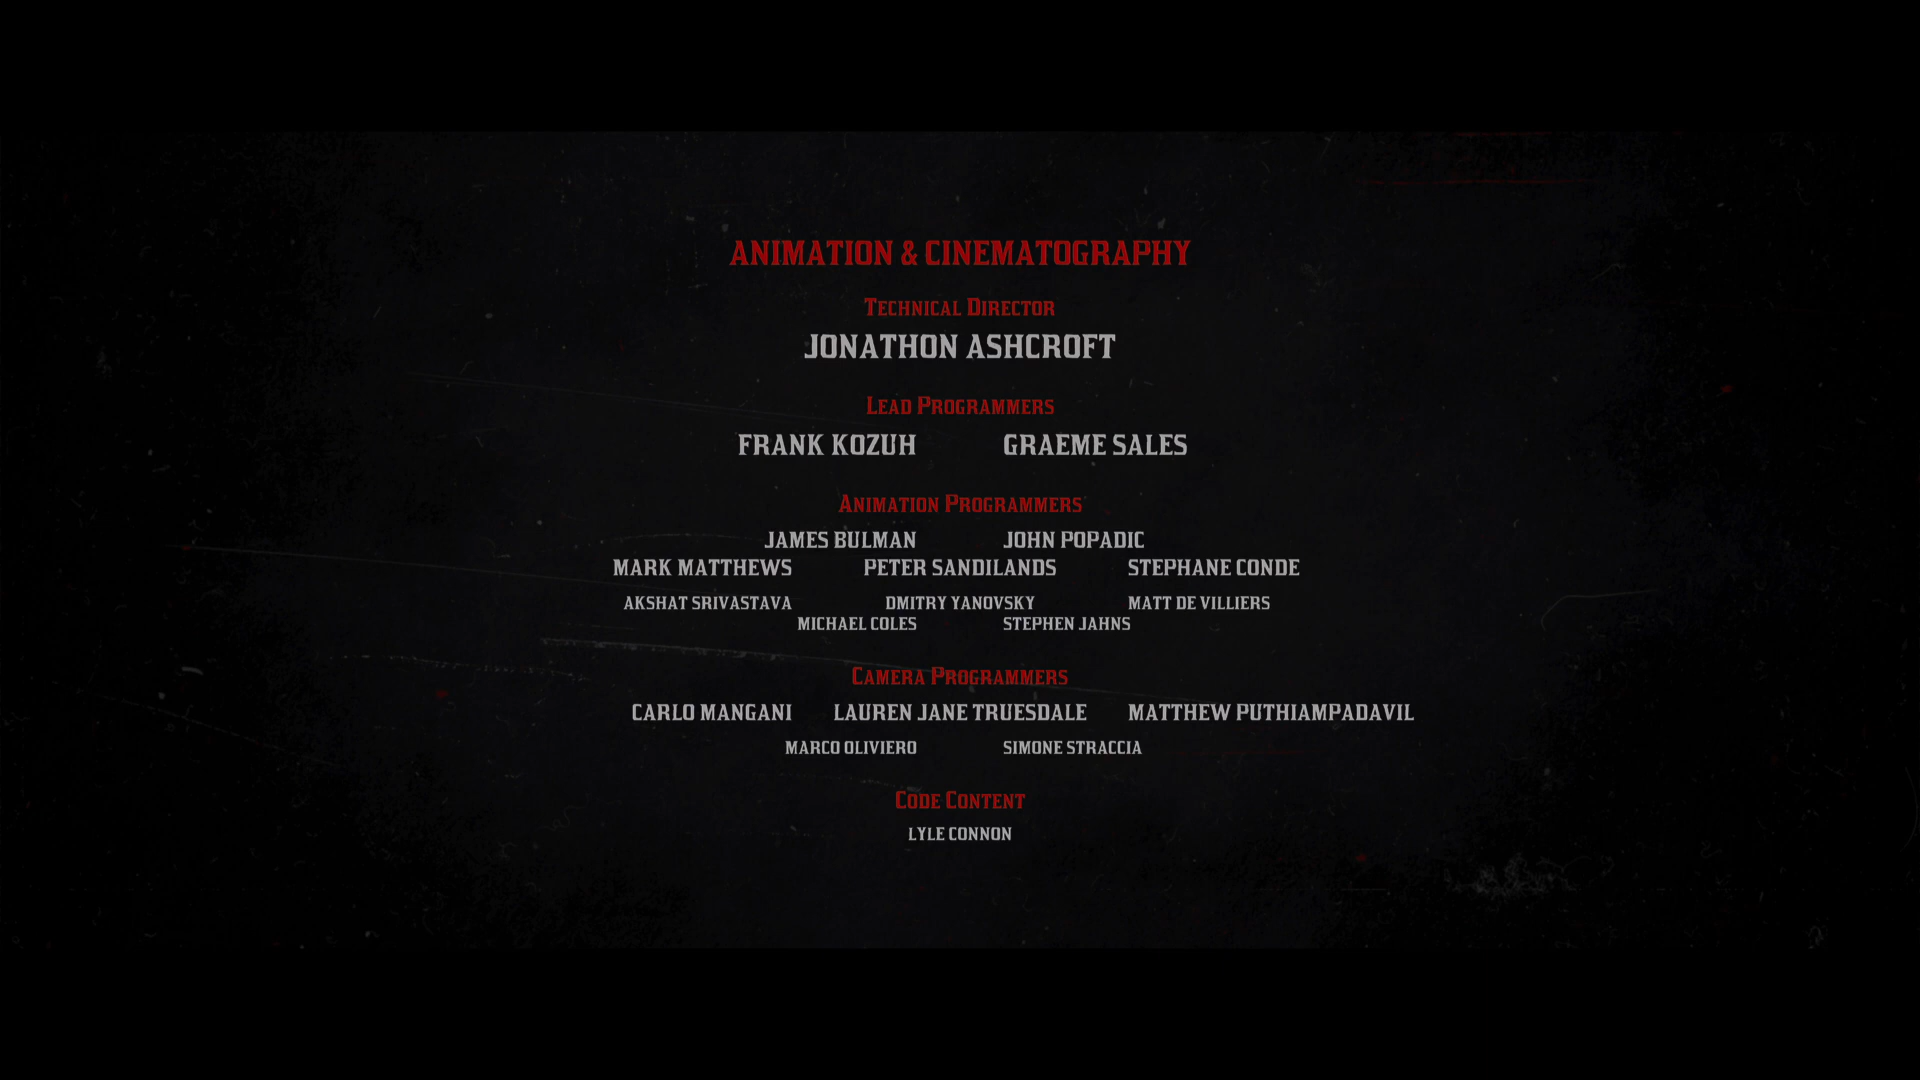 ANIMATION & CINEMATOGRAPHY
TECHNICAL DIRECTOR
JONATHON ASHCROFT
LEAD PROGRAMMERS
FRANK KOZUH GRAEME SALES
ANIMATION PROGRAMMERS
JAMES BULMAN JOHN POPADIC
MARK MATTHEWS PETER SANDILANDS STEPHANE CONDE
AKSHAT SRIVASTAVA DMITRY YANOVSKY MATT DE VILLIERS
MICHAEL COLES STEPHEN JAHNS
CAMERA PROGRAMMERS
CARLO MANGANI LAUREN JANE TRUESDALE MATTHEW PUTHIAMPADAVIL
MARCO OLIVIERO SIMONE STRACCIA
CODE CONTENT
LYLE CONNON